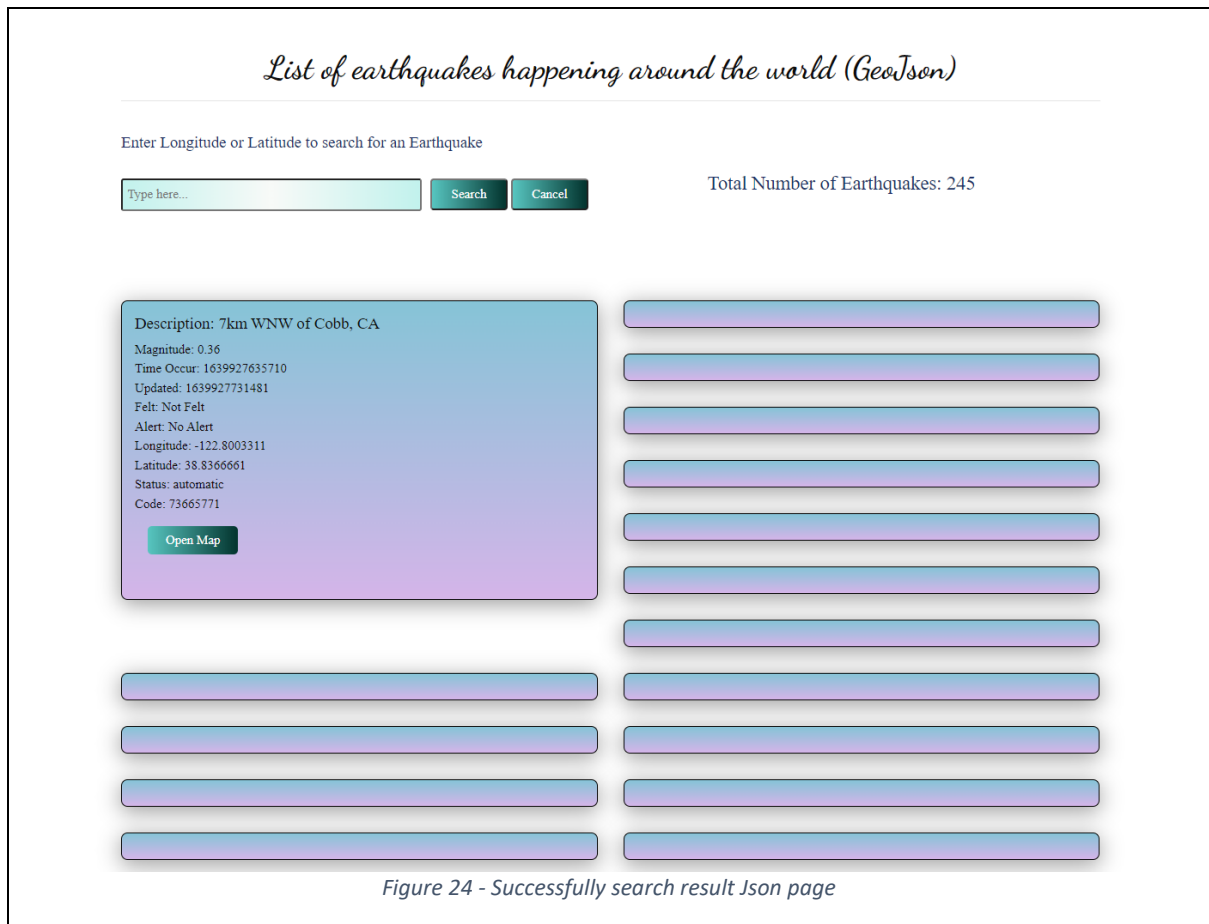 List of earthquakes happening around the world (GeoJson)
Enter Longitude or Latitude to search for an Earthquake
Type here...
Search
Cancel
Total Number of Earthquakes: 245
Description: 7km WNW of Cobb, CA
Magnitude: 0.36
Time Occur: 1639927635710
Updated: 1639927731481
Felt: Not Felt
Alert: No Alert
Longitude: -122.8003311
Latitude: 38.8366661
Status: automatic
Code: 73665771
Open Map
Figure 24 - Successfully search result Json page